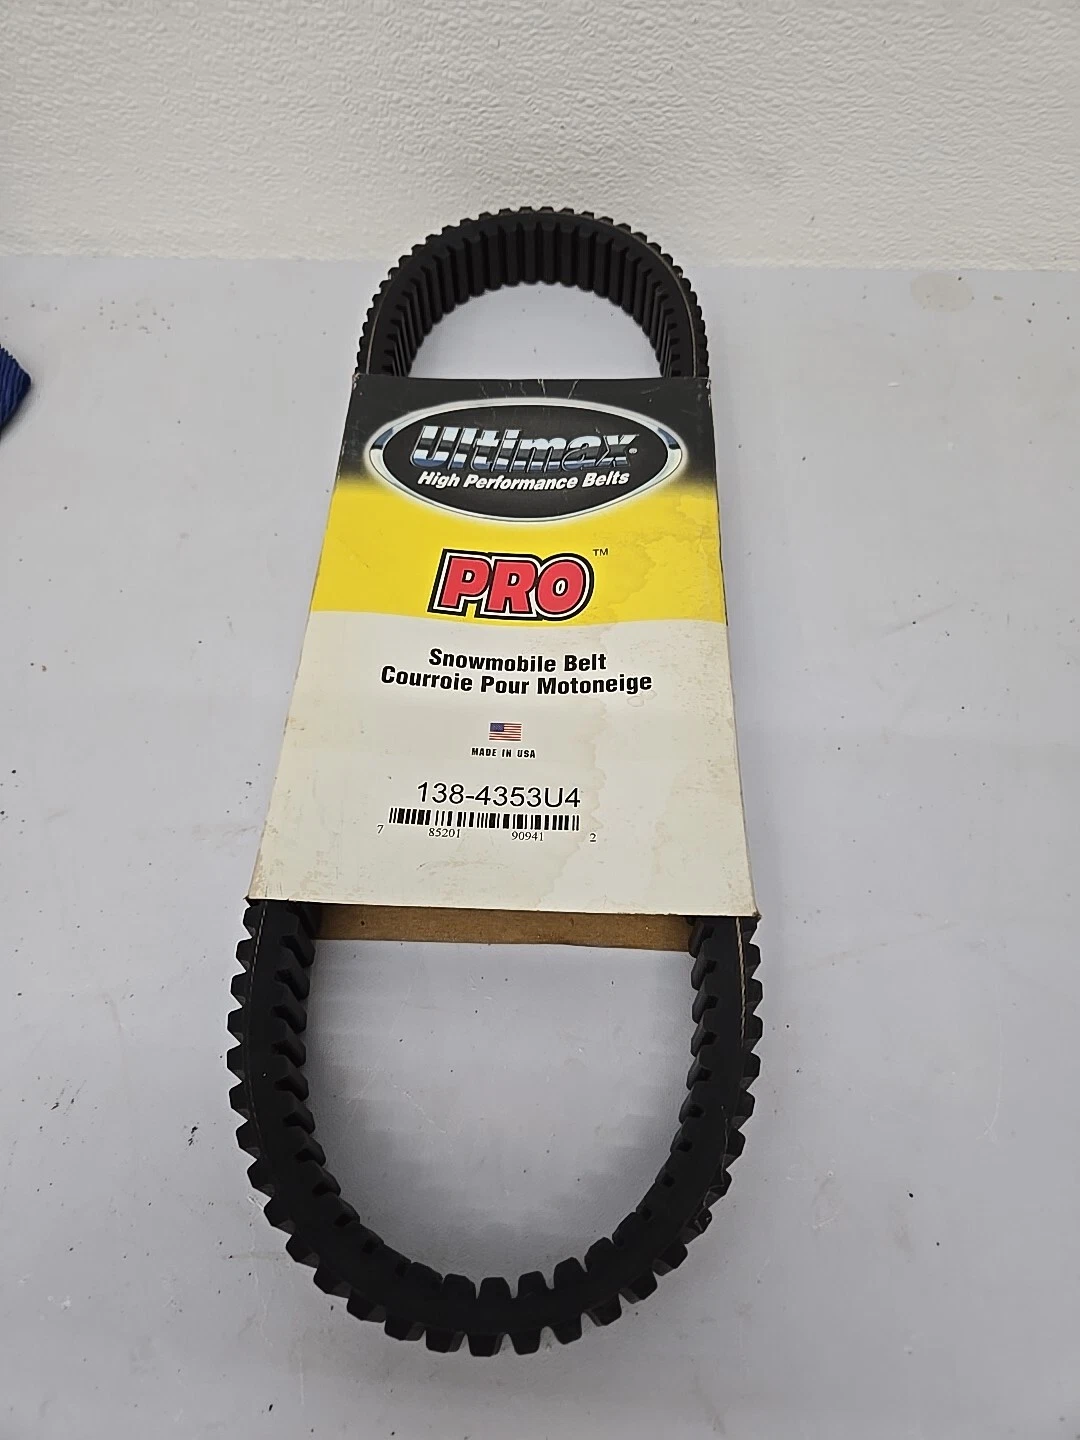 Ultimax®
High Performance Belts
PRO™
Snowmobile Belt
Courroie Pour Motoneige
MADE IN USA
138-4353U4
7 85201 90941 2